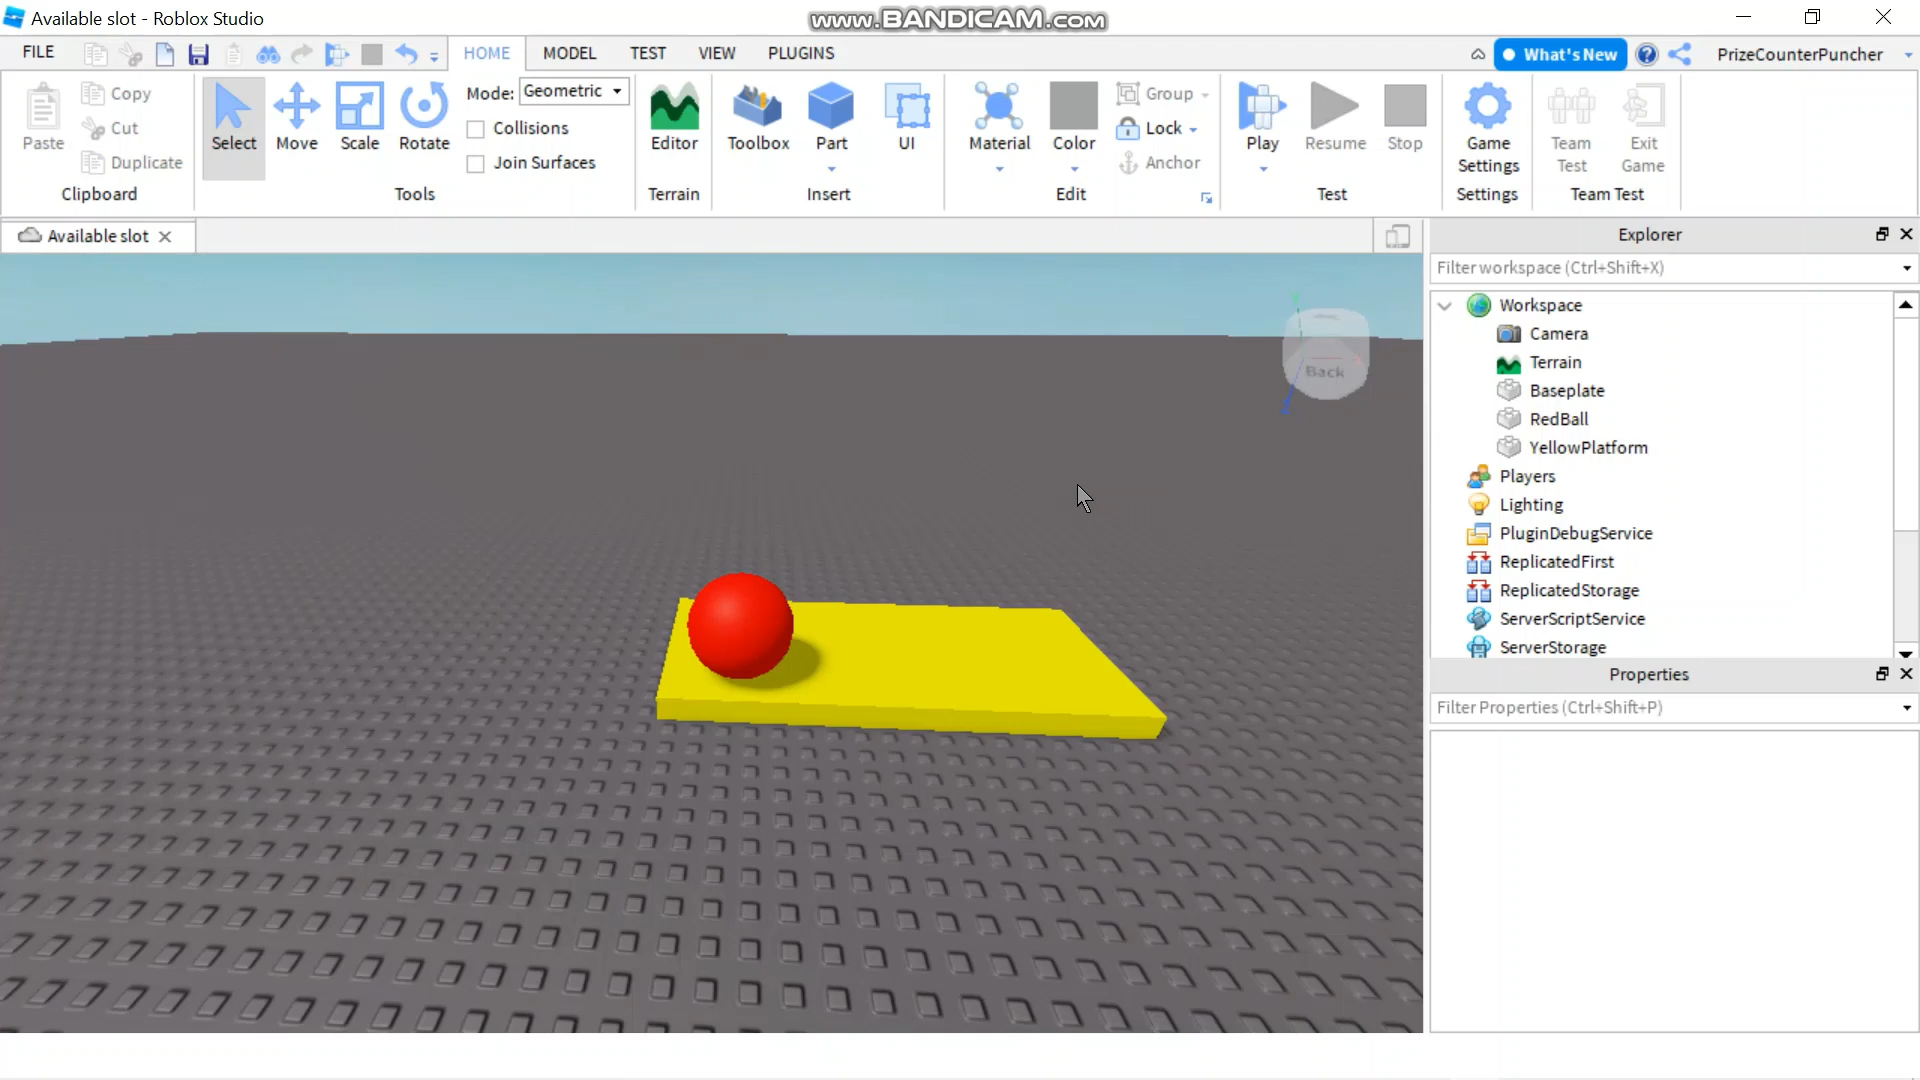 Available slot - Roblox Studio
www.BANDICAM.com
FILE
HOME
MODEL
TEST
VIEW
PLUGINS
What's New
PrizeCounterPuncher
Paste
Copy
Cut
Duplicate
Clipboard
Select
Move
Scale
Rotate
Mode: Geometric
Collisions
Join Surfaces
Tools
Editor
Terrain
Toolbox
Part
UI
Insert
Material
Color
Group
Lock
Anchor
Edit
Play
Resume
Stop
Test
Game
Settings
Settings
Team
Test
Exit
Game
Team Test
Available slot
Explorer
Filter workspace (Ctrl+Shift+X)
Workspace
Camera
Terrain
Baseplate
RedBall
YellowPlatform
Players
Lighting
PluginDebugService
ReplicatedFirst
ReplicatedStorage
ServerScriptService
ServerStorage
Properties
Filter Properties (Ctrl+Shift+P)
Back